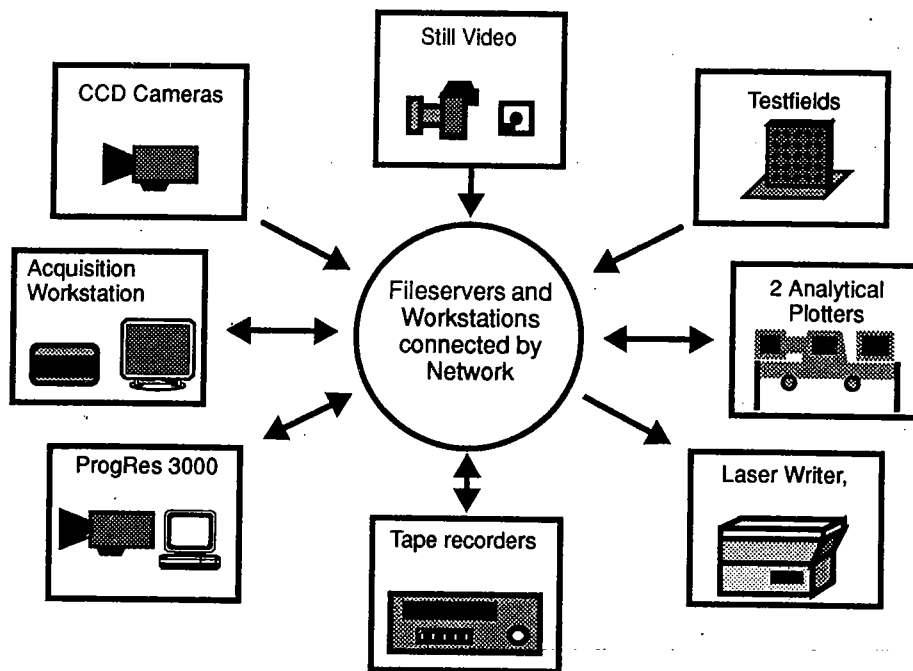 Still Video
CCD Cameras
Testfields
Acquisition
Workstation
Fileservers and
Workstations
connected by
Network
2 Analytical
Plotters
ProgRes 3000
Tape recorders
Laser Writer,